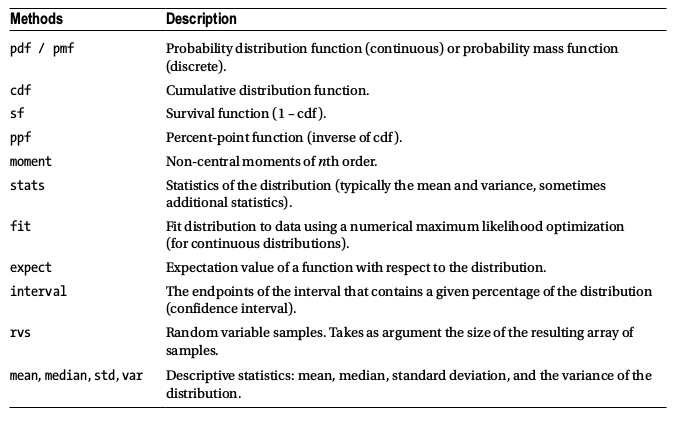 Methods Description
pdf / pmf Probability distribution function (continuous) or probability mass function
(discrete).
cdf Cumulative distribution function.
sf Survival function (1 – cdf).
ppf Percent-point function (inverse of cdf).
moment Non-central moments of nth order.
stats Statistics of the distribution (typically the mean and variance, sometimes
additional statistics).
fit Fit distribution to data using a numerical maximum likelihood optimization
(for continuous distributions).
expect Expectation value of a function with respect to the distribution.
interval The endpoints of the interval that contains a given percentage of the distribution
(confidence interval).
rvs Random variable samples. Takes as argument the size of the resulting array of
samples.
mean, median, std, var Descriptive statistics: mean, median, standard deviation, and the variance of the
distribution.